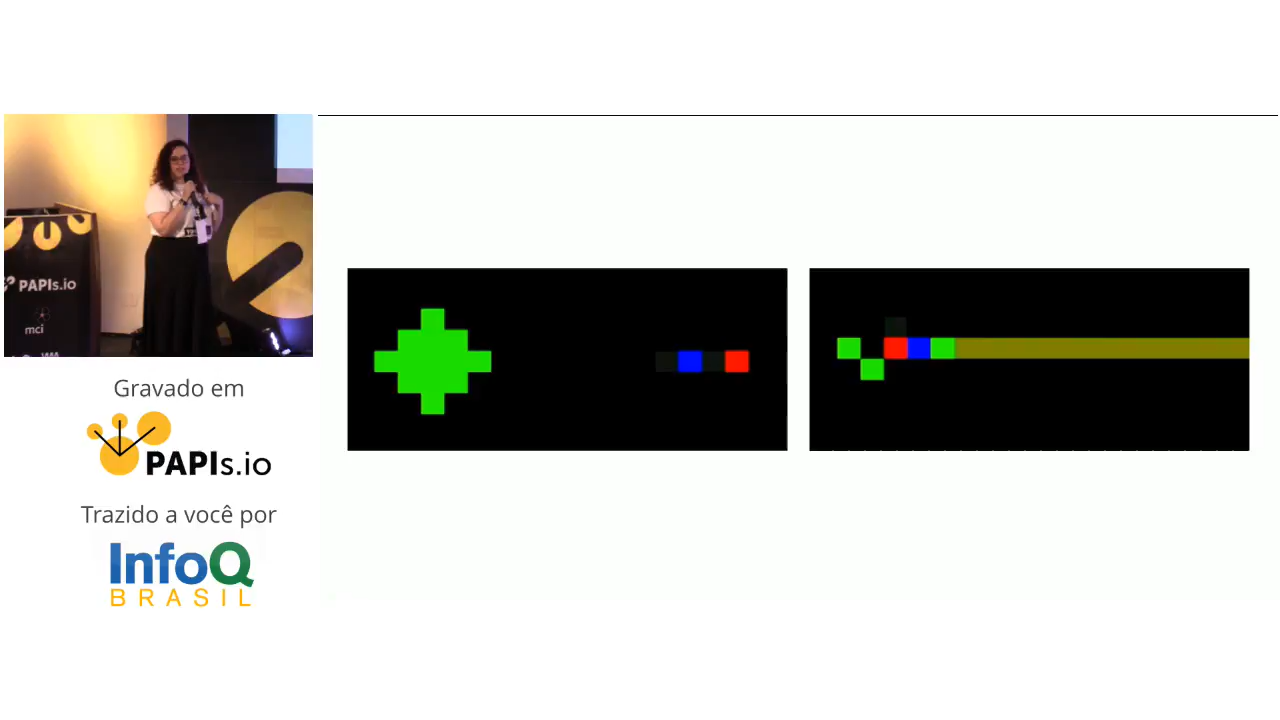 PAPIs.io
mci
Gravado em
PAPIs.io
Trazido a você por
InfoQ
BRASIL